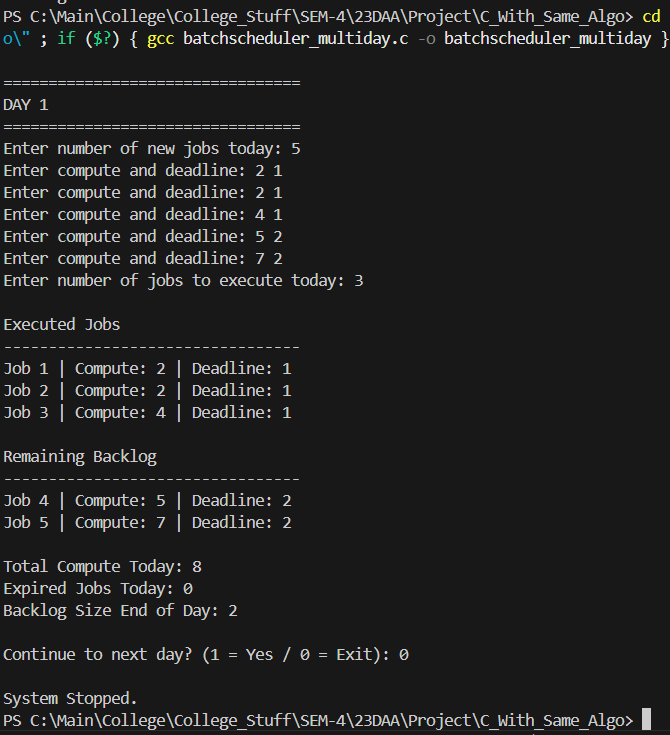 PS C:\Main\College\College_Stuff\SEM-4\23DAA\Project\C_With_Same_Algo> cd
o\" ; if ($?) { gcc batchscheduler_multiday.c -o batchscheduler_multiday }
=================================
DAY 1
=================================
Enter number of new jobs today: 5
Enter compute and deadline: 2 1
Enter compute and deadline: 2 1
Enter compute and deadline: 4 1
Enter compute and deadline: 5 2
Enter compute and deadline: 7 2
Enter number of jobs to execute today: 3
Executed Jobs
---------------------------------
Job 1 | Compute: 2 | Deadline: 1
Job 2 | Compute: 2 | Deadline: 1
Job 3 | Compute: 4 | Deadline: 1
Remaining Backlog
---------------------------------
Job 4 | Compute: 5 | Deadline: 2
Job 5 | Compute: 7 | Deadline: 2
Total Compute Today: 8
Expired Jobs Today: 0
Backlog Size End of Day: 2
Continue to next day? (1 = Yes / 0 = Exit): 0
System Stopped.
PS C:\Main\College\College_Stuff\SEM-4\23DAA\Project\C_With_Same_Algo>